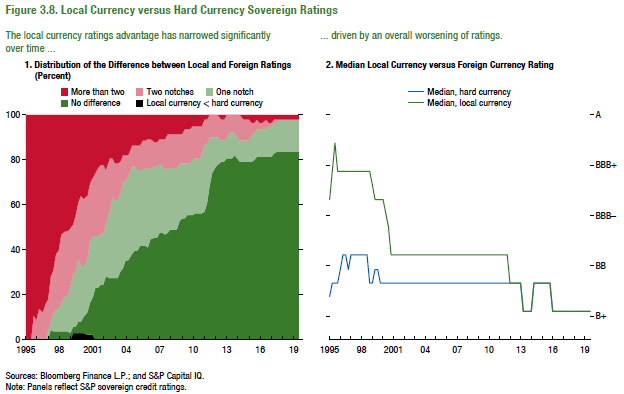 Figure 3.8. Local Currency versus Hard Currency Sovereign Ratings
The local currency ratings advantage has narrowed significantly
over time ...
1. Distribution of the Difference between Local and Foreign Ratings
(Percent)
More than two Two notches One notch
No difference Local currency < hard currency
100
80
60
40
20
0
1995 98 2001 04 07 10 13 16 19
... driven by an overall worsening of ratings.
2. Median Local Currency versus Foreign Currency Rating
Median, hard currency
Median, local currency
A
BBB+
BBB–
BB
B+
1995 98 2001 04 07 10 13 16 19
Sources: Bloomberg Finance L.P.; and S&P Capital IQ.
Note: Panels reflect S&P sovereign credit ratings.